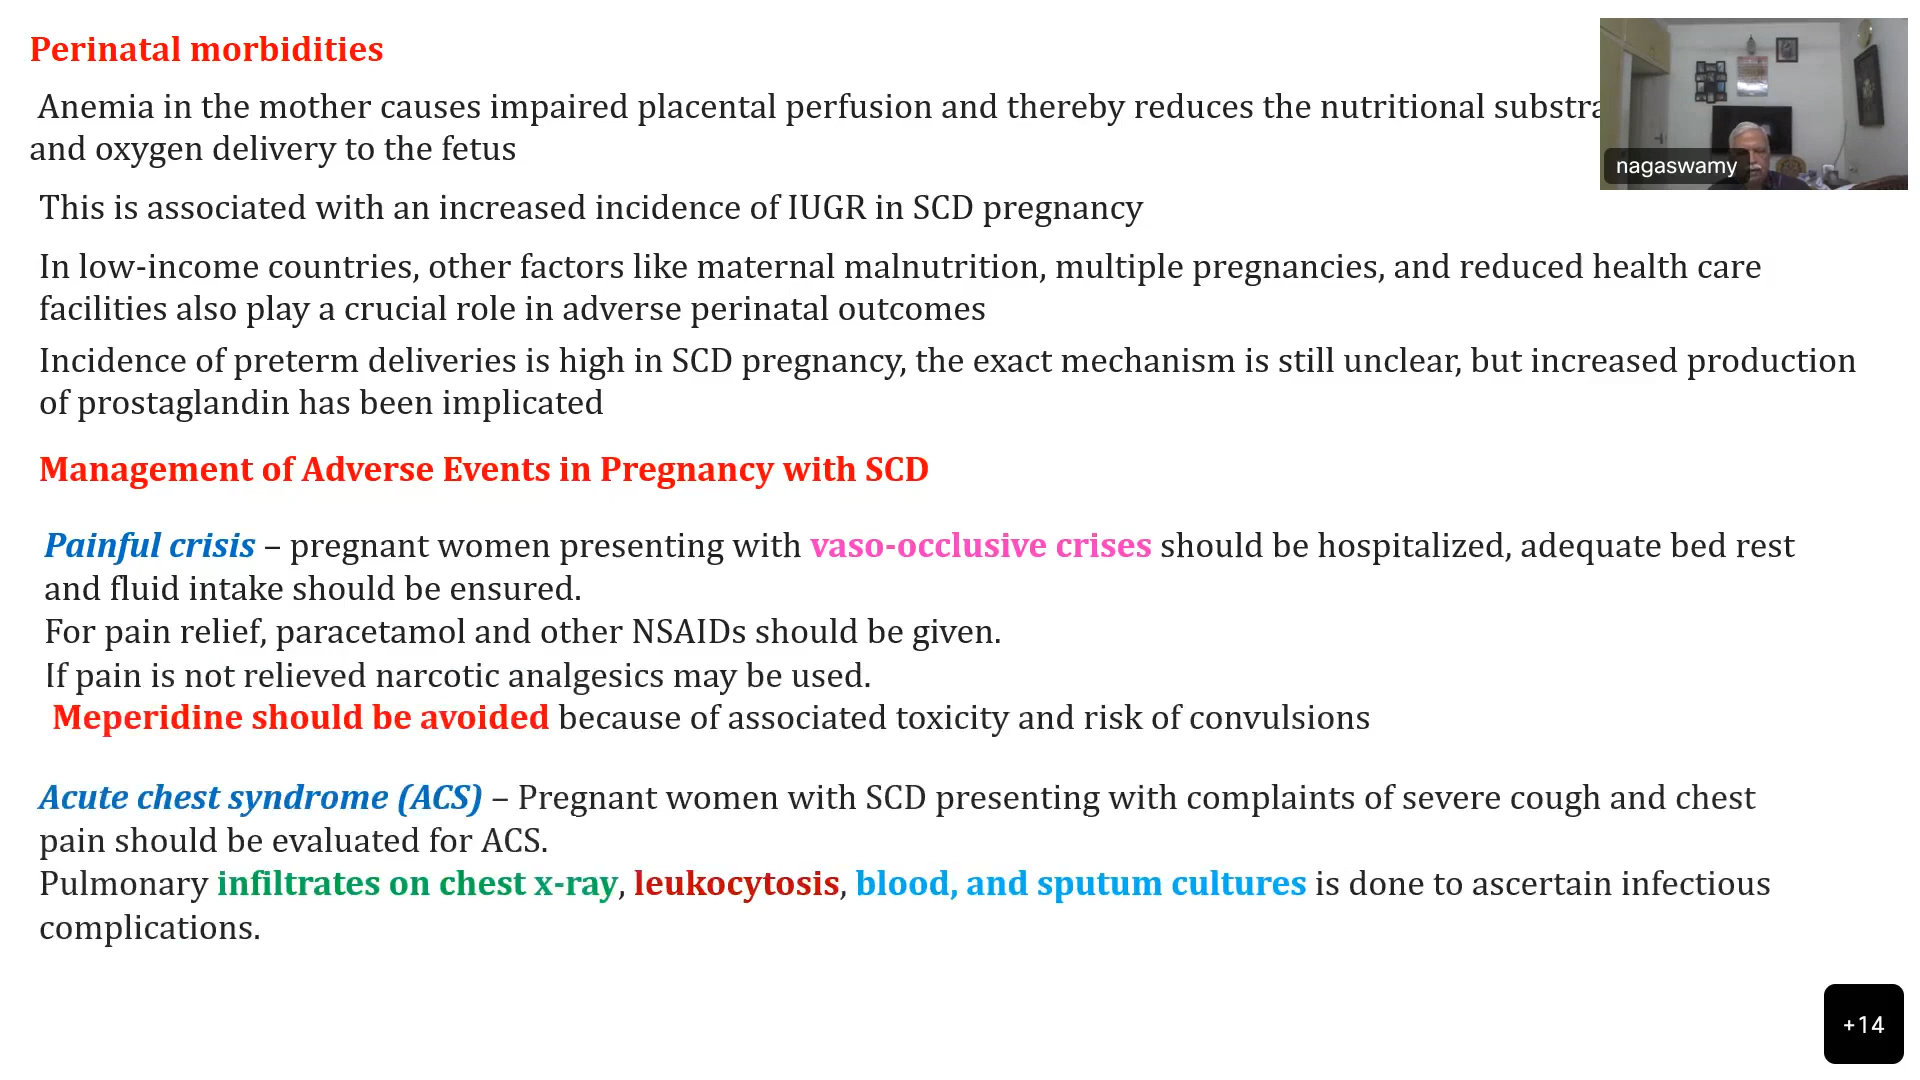 Perinatal morbidities
Anemia in the mother causes impaired placental perfusion and thereby reduces the nutritional
and oxygen delivery to the fetus
nagaswamy
This is associated with an increased incidence of IUGR in SCD pregnancy
In low-income countries, other factors like maternal malnutrition, multiple pregnancies, and reduced health care
facilities also play a crucial role in adverse perinatal outcomes
Incidence of preterm deliveries is high in SCD pregnancy, the exact mechanism is still unclear, but increased production
of prostaglandin has been implicated
Management of Adverse Events in Pregnancy with SCD
Painful crisis – pregnant women presenting with vaso-occlusive crises should be hospitalized, adequate bed rest
and fluid intake should be ensured.
For pain relief, paracetamol and other NSAIDs should be given.
If pain is not relieved narcotic analgesics may be used.
Meperidine should be avoided because of associated toxicity and risk of convulsions
Acute chest syndrome (ACS) – Pregnant women with SCD presenting with complaints of severe cough and chest
pain should be evaluated for ACS.
Pulmonary infiltrates on chest x-ray, leukocytosis, blood, and sputum cultures is done to ascertain infectious
complications.
+14